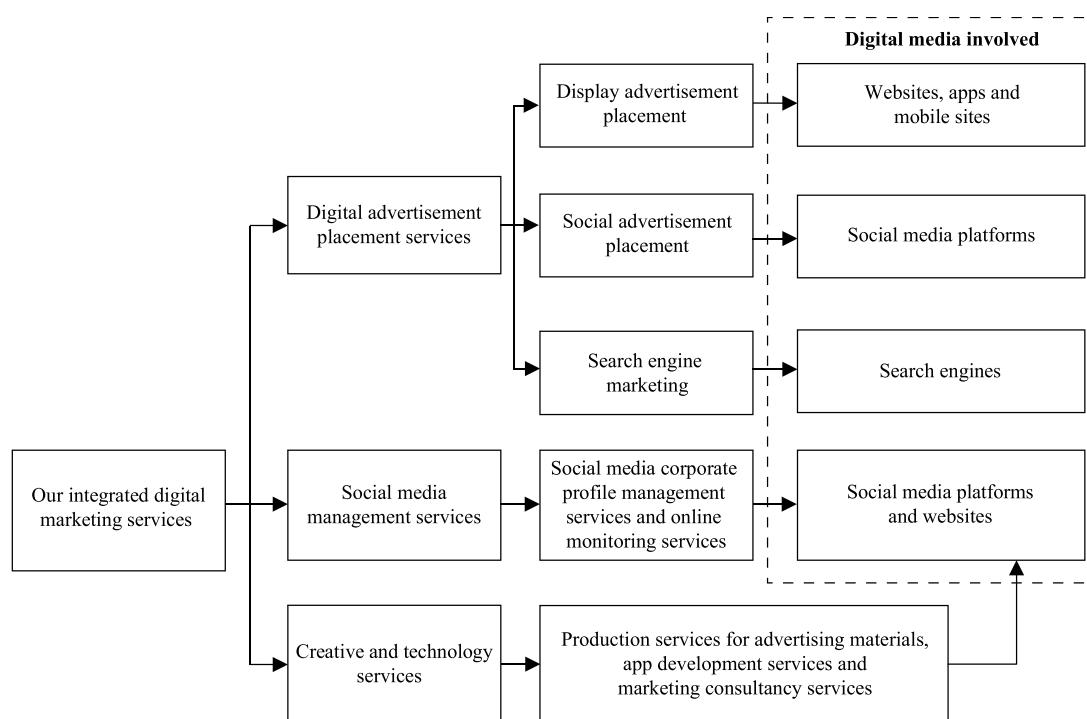 Digital media involved
Display advertisement
placement
Websites, apps and
mobile sites
Digital advertisement
placement services
Social advertisement
placement
Social media platforms
Search engine
marketing
Search engines
Our integrated digital
marketing services
Social media
management services
Social media corporate
profile management
services and online
monitoring services
Social media platforms
and websites
Creative and technology
services
Production services for advertising materials,
app development services and
marketing consultancy services